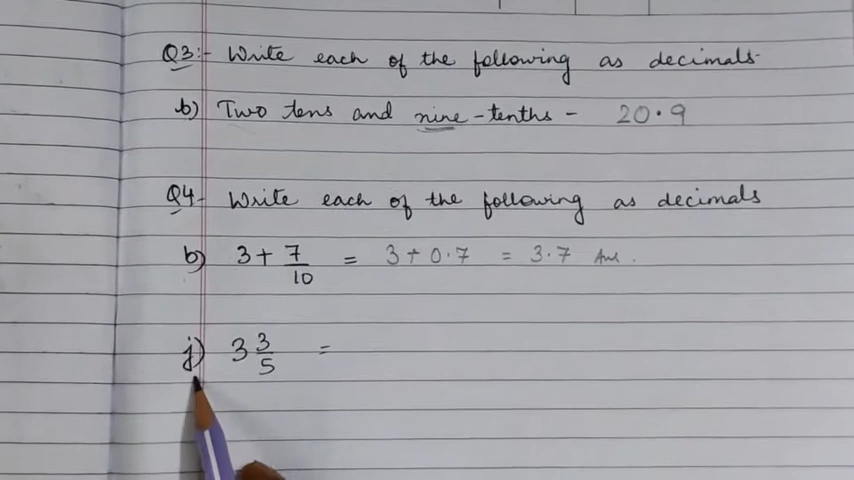 Q3:- Write each of the following as decimals-
b) Two tens and nine-tenths - 20.9
Q4- Write each of the following as decimals
b) 3 + 7/10 = 3 + 0.7 = 3.7 Ans.
j) 3 3/5 =